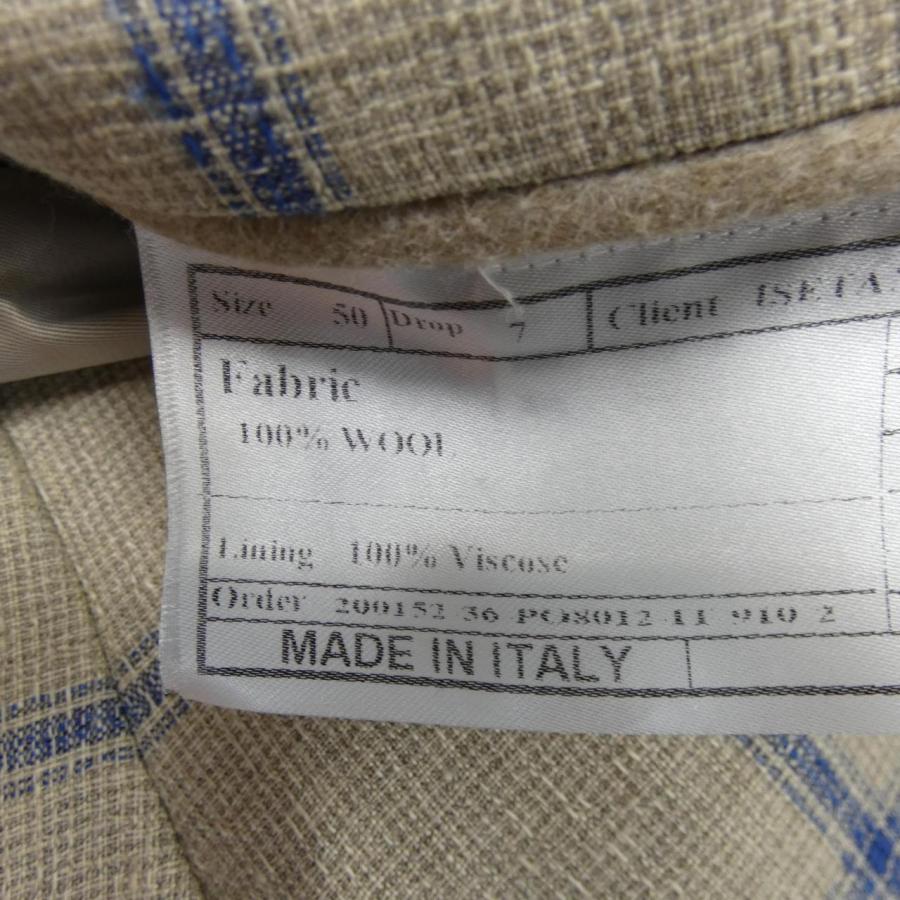 Size 50 Drop 7 Client ISETA
Fabric
100% WOOL
Lining 100% Viscose
Order 200152 36 PO8012 11 910 2
MADE IN ITALY